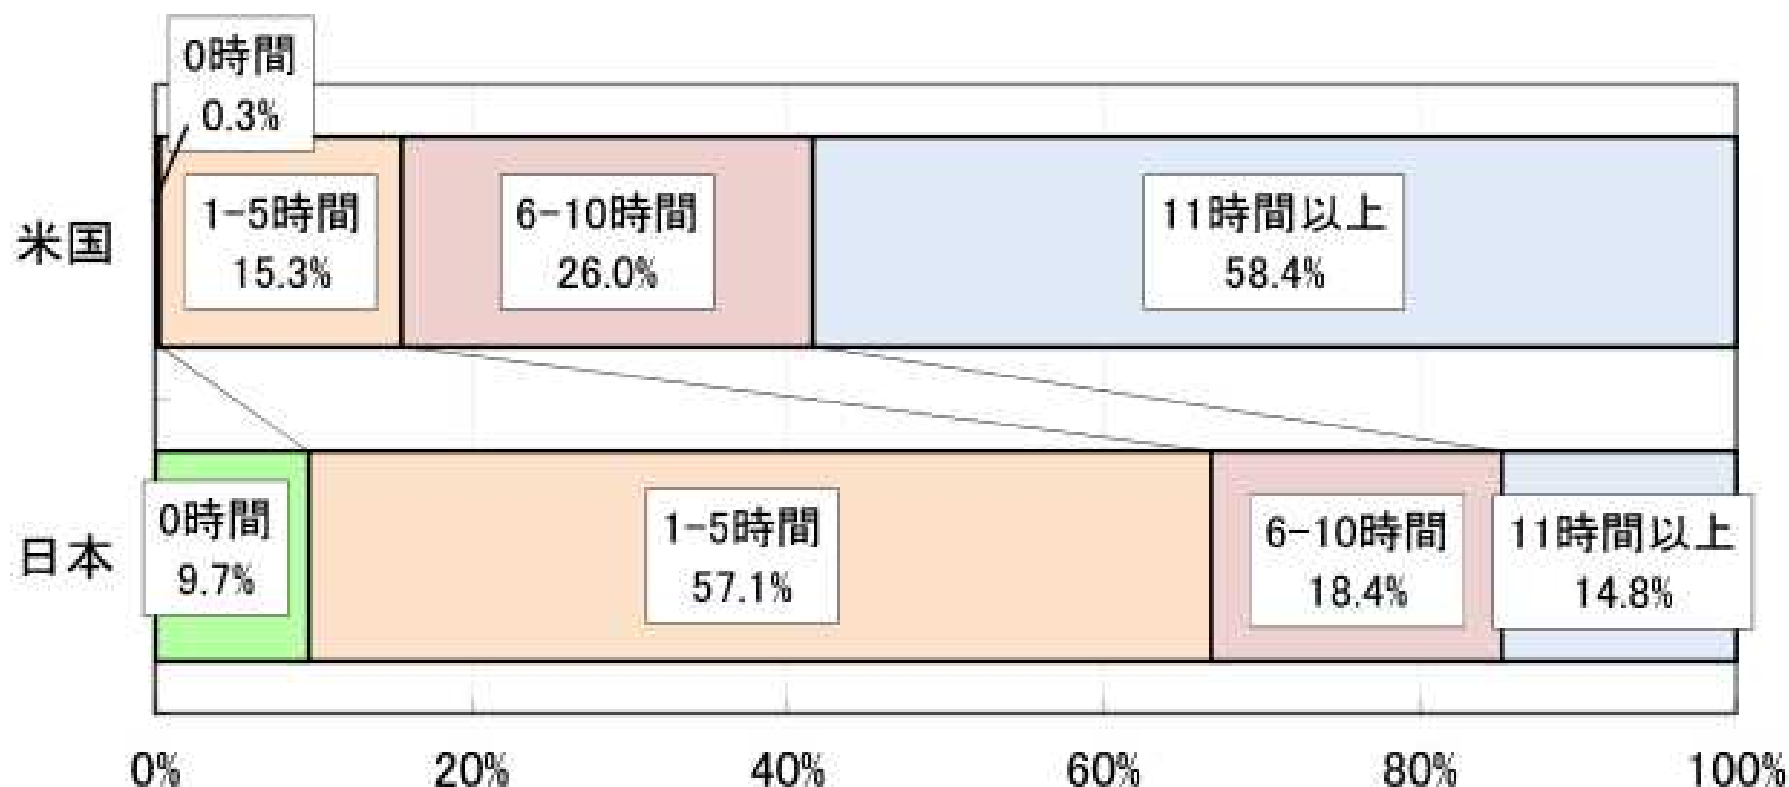 0時間
0.3%
米国
1-5時間
15.3%
6-10時間
26.0%
11時間以上
58.4%
日本
0時間
9.7%
1-5時間
57.1%
6-10時間
18.4%
11時間以上
14.8%
0%
20%
40%
60%
80%
100%